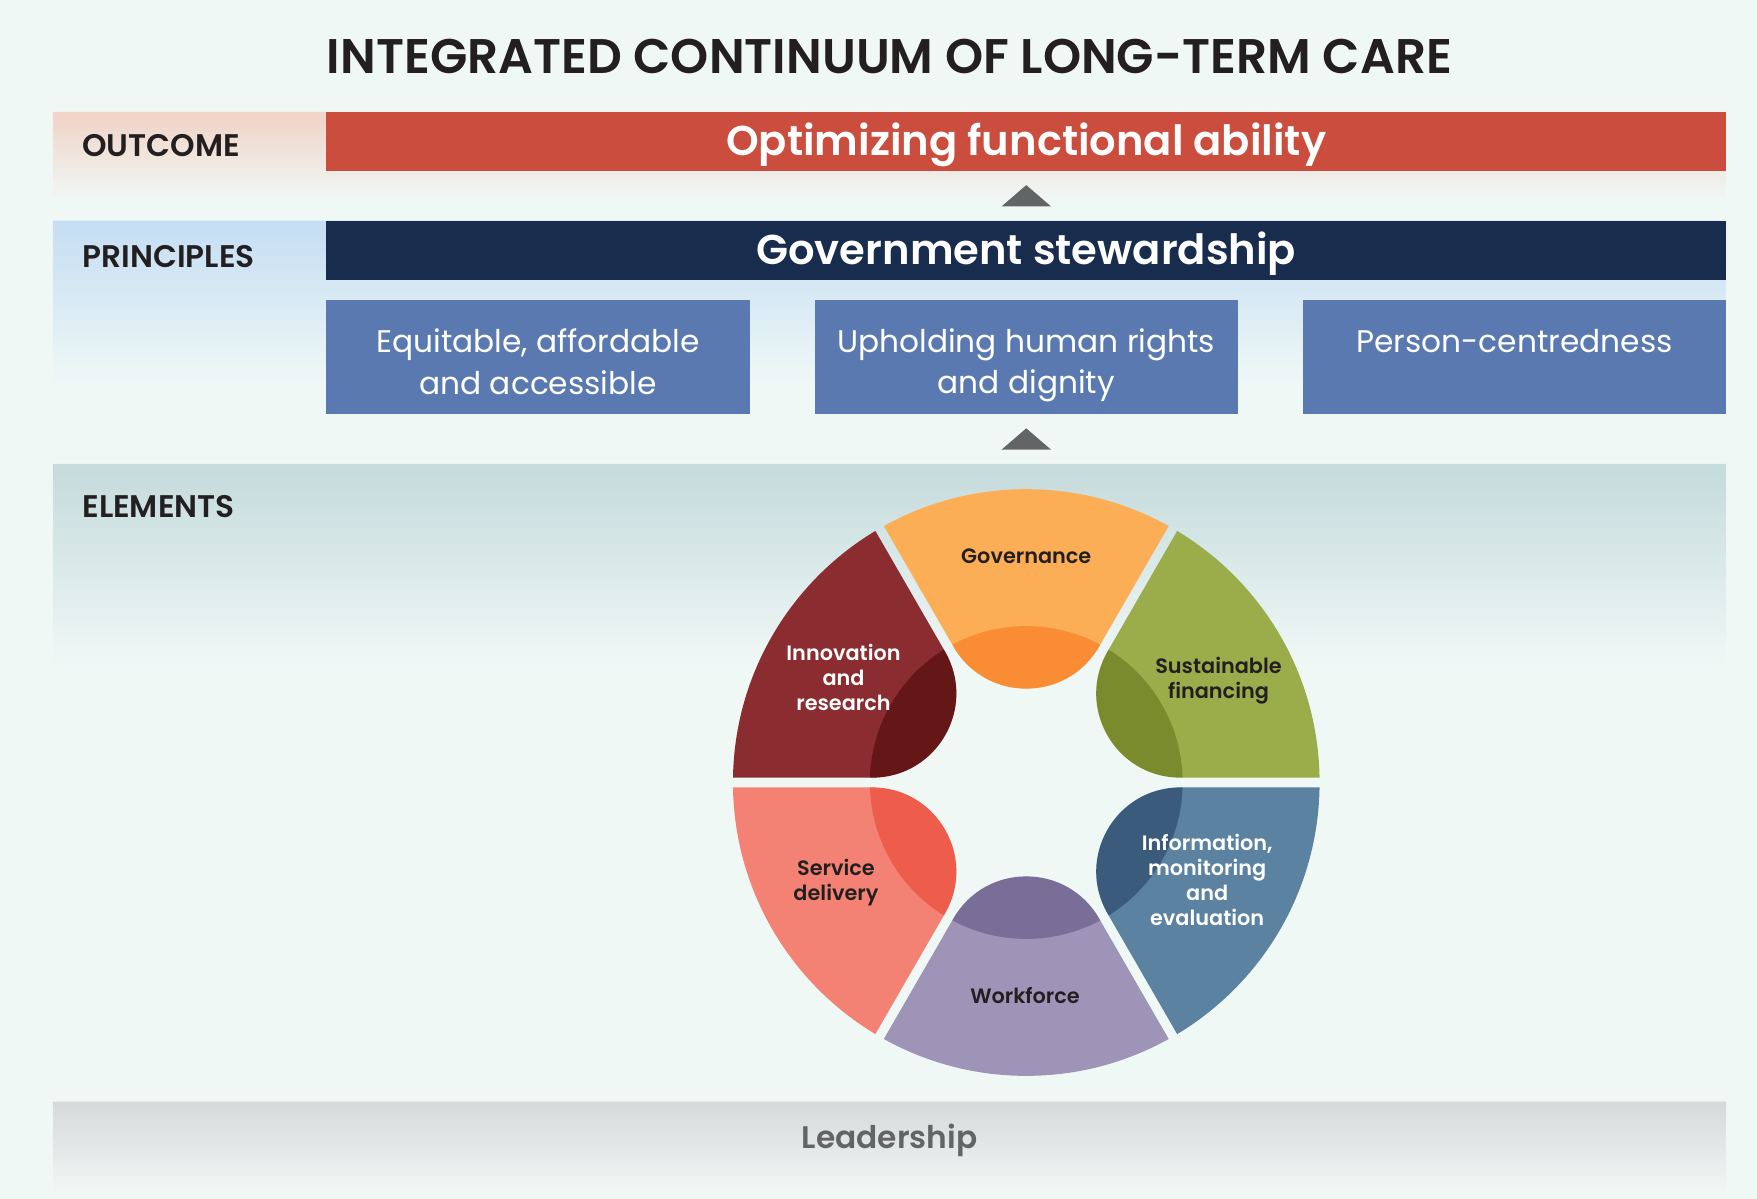 INTEGRATED CONTINUUM OF LONG-TERM CARE
OUTCOME
Optimizing functional ability
PRINCIPLES
Government stewardship
Equitable, affordable
and accessible
Upholding human rights
and dignity
Person-centredness
ELEMENTS
Governance
Sustainable
financing
Information,
monitoring
and
evaluation
Workforce
Service
delivery
Innovation
and
research
Leadership